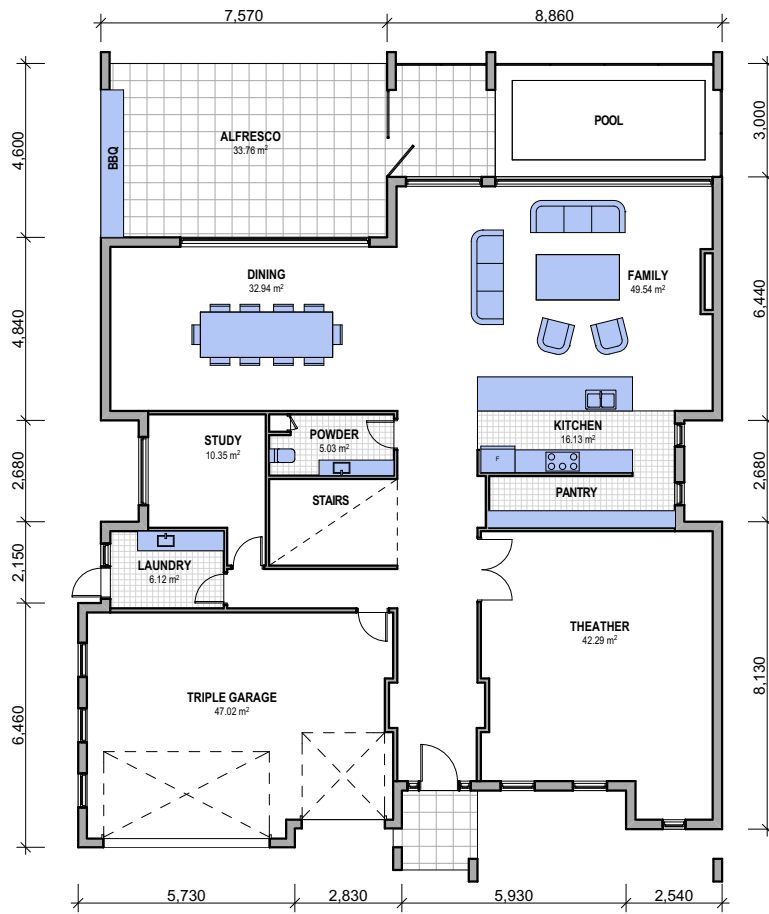 7,570
8,860
4,600
3,000
BBQ
ALFRESCO
33.76 m²
POOL
DINING
32.94 m²
FAMILY
49.54 m²
4,840
6,440
STUDY
10.35 m²
POWDER
5.03 m²
KITCHEN
16.13 m²
2,680
2,680
F
STAIRS
PANTRY
2,150
LAUNDRY
6.12 m²
THEATHER
42.29 m²
TRIPLE GARAGE
47.02 m²
6,460
8,130
5,730
2,830
5,930
2,540